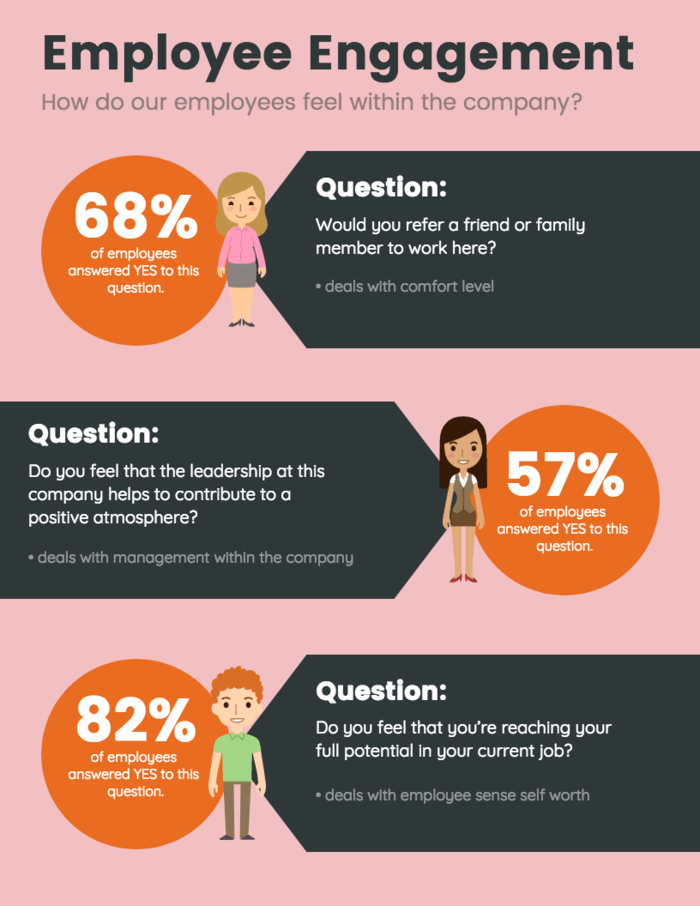 Employee Engagement
How do our employees feel within the company?
68%
of employees
answered YES to this
question.
Question:
Would you refer a friend or family
member to work here?
• deals with comfort level
Question:
Do you feel that the leadership at this
company helps to contribute to a
positive atmosphere?
• deals with management within the company
57%
of employees
answered YES to this
question.
82%
of employees
answered YES to this
question.
Question:
Do you feel that you're reaching your
full potential in your current job?
• deals with employee sense self worth